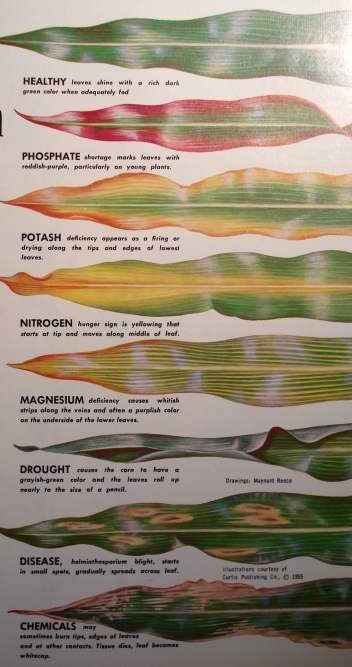 HEALTHY leaves shine with a rich dark
green color when adequately fed
PHOSPHATE shortage marks leaves with
reddish-purple, particularly on young plants.
POTASH deficiency appears as a firing or
drying along the tips and edges of lowest
leaves.
NITROGEN hunger sign is yellowing that
starts at tip and moves along middle of leaf.
MAGNESIUM deficiency causes whitish
strips along the veins and often a purplish color
on the underside of the lower leaves.
DROUGHT causes the corn to have a
grayish-green color and the leaves roll up
nearly to the size of a pencil.
Drawings: Maynard Reece
DISEASE, helminthosporium blight, starts
in small spots, gradually spreads across leaf.
Illustrations courtesy of
Curtis Publishing Co., ©
CHEMICALS may
sometimes burn tips, edges of leaves
and at other contacts. Tissue dies, leaf becomes
whitecap.